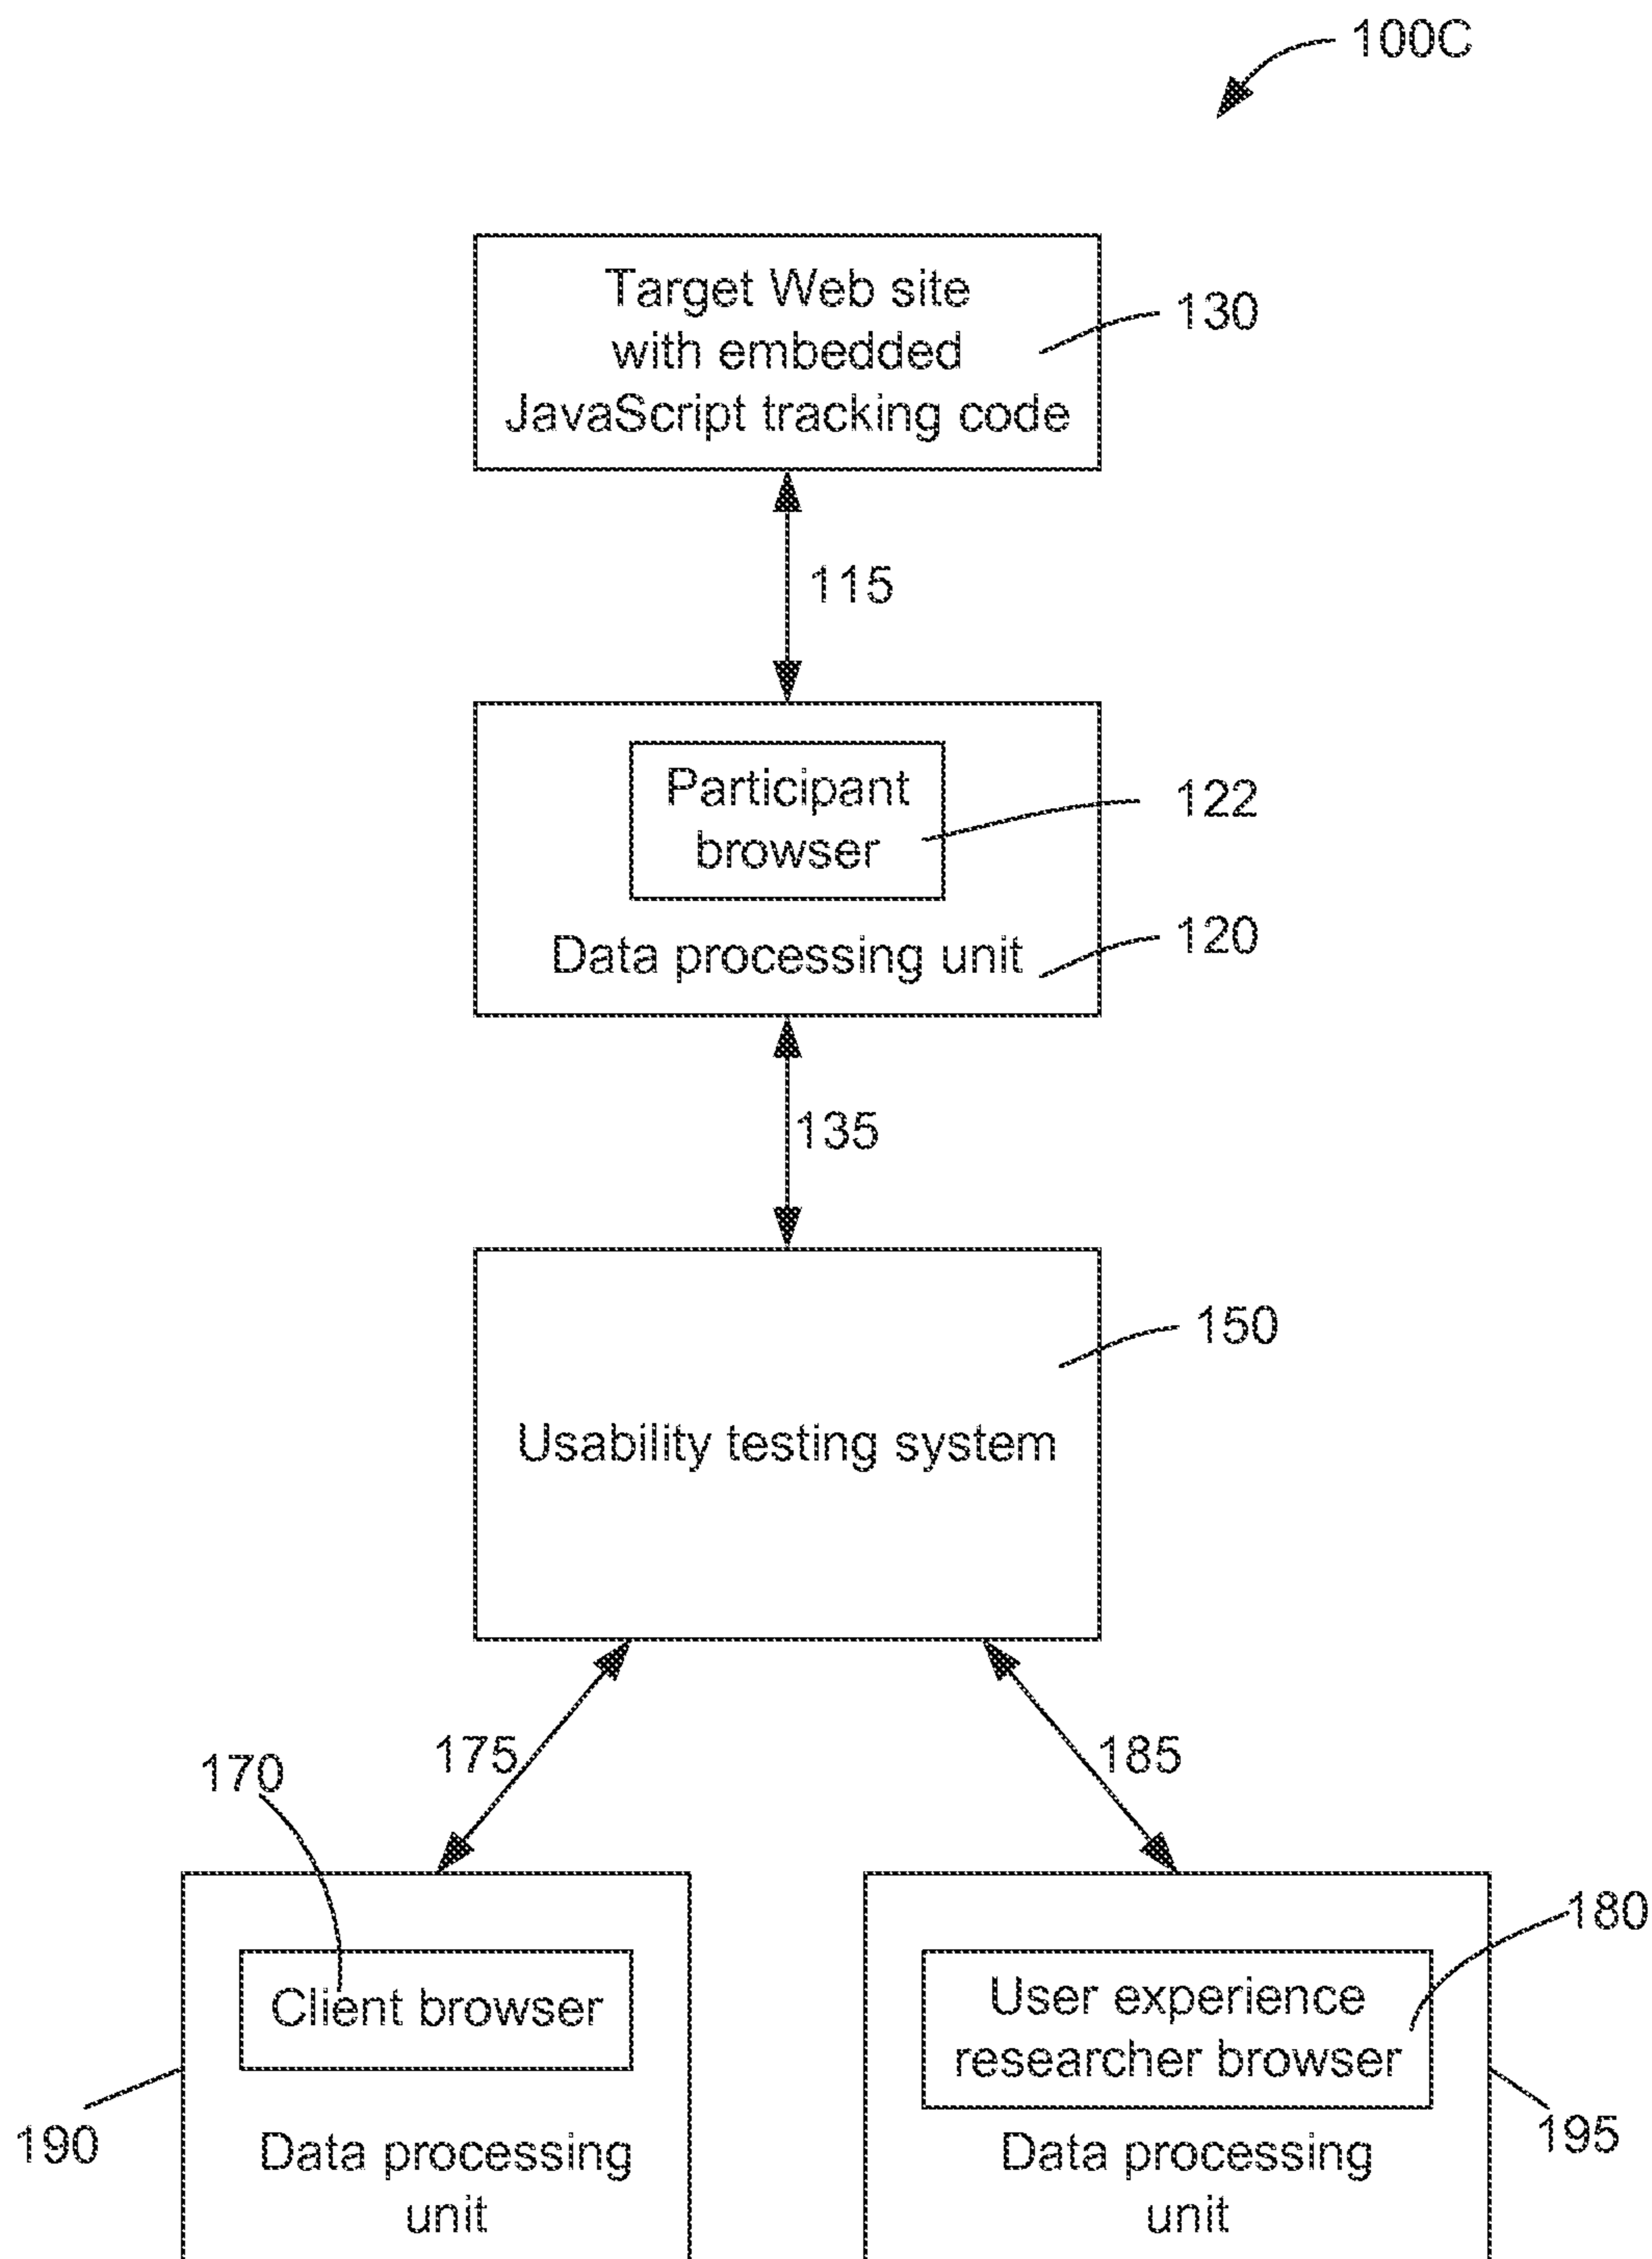 100C
Target Web site
with embedded
JavaScript tracking code
130
115
Participant
browser
122
Data processing unit
120
135
150
Usability testing system
175
185
170
180
Client browser
User experience
researcher browser
190
195
Data processing
unit
Data processing
unit